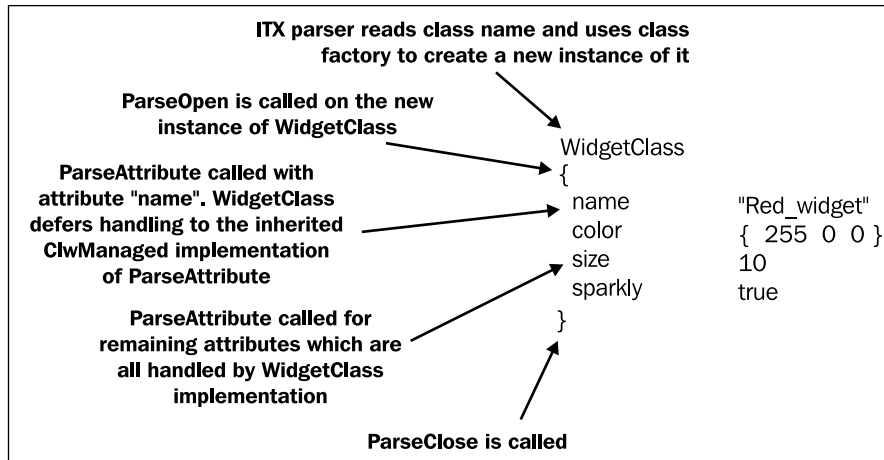 ITX parser reads class name and uses class
factory to create a new instance of it
ParseOpen is called on the new
instance of WidgetClass
ParseAttribute called with
attribute "name". WidgetClass
defers handling to the inherited
ClwManaged implementation
of ParseAttribute
ParseAttribute called for
remaining attributes which are
all handled by WidgetClass
implementation
ParseClose is called
WidgetClass
{
name "Red_widget"
color { 255 0 0 }
size 10
sparkly true
}